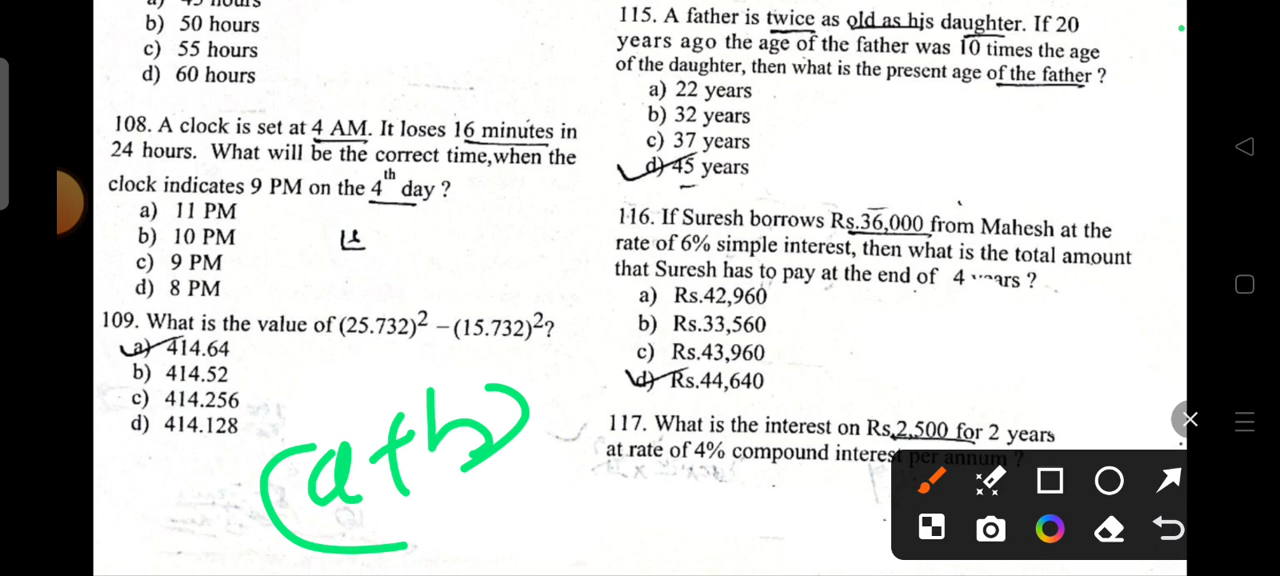 b) 50 hours
c) 55 hours
d) 60 hours
108. A clock is set at 4 AM. It loses 16 minutes in
24 hours. What will be the correct time,when the
clock indicates 9 PM on the 4th day ?
a) 11 PM
b) 10 PM
c) 9 PM
d) 8 PM
109. What is the value of (25.732)² – (15.732)²?
a) 414.64
b) 414.52
c) 414.256
d) 414.128
(a+b)
115. A father is twice as old as his daughter. If 20
years ago the age of the father was 10 times the age
of the daughter, then what is the present age of the father ?
a) 22 years
b) 32 years
c) 37 years
d) 45 years
116. If Suresh borrows Rs.36,000 from Mahesh at the
rate of 6% simple interest, then what is the total amount
that Suresh has to pay at the end of 4 years ?
a) Rs.42,960
b) Rs.33,560
c) Rs.43,960
d) Rs.44,640
117. What is the interest on Rs.2,500 for 2 years
at rate of 4% compound interest per annum ?